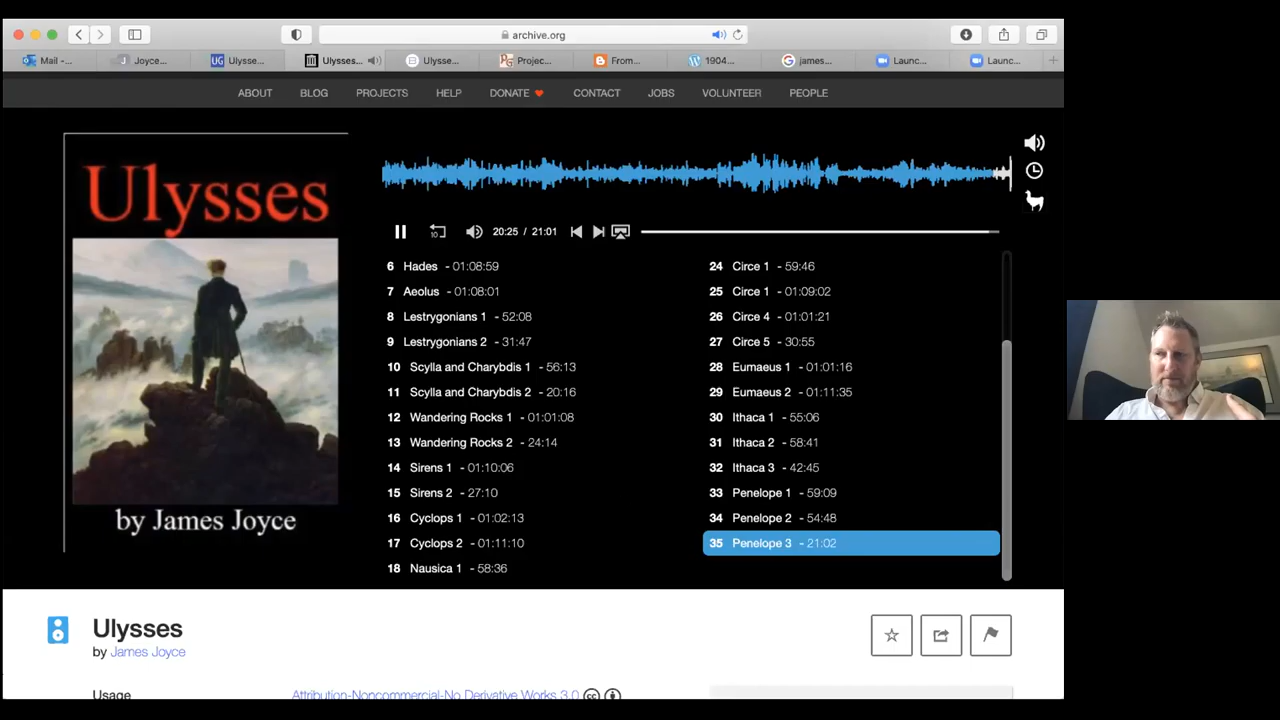 archive.org
Mail -...
Joyce...
UG Ulysse...
Ulysses...
Ulysse...
Projec...
From...
1904...
james...
Launc...
Launc...
ABOUT BLOG PROJECTS HELP DONATE CONTACT JOBS VOLUNTEER PEOPLE
Ulysses
by James Joyce
10
20:25 / 21:01
6 Hades - 01:08:59
7 Aeolus - 01:08:01
8 Lestrygonians 1 - 52:08
9 Lestrygonians 2 - 31:47
10 Scylla and Charybdis 1 - 56:13
11 Scylla and Charybdis 2 - 20:16
12 Wandering Rocks 1 - 01:01:08
13 Wandering Rocks 2 - 24:14
14 Sirens 1 - 01:10:06
15 Sirens 2 - 27:10
16 Cyclops 1 - 01:02:13
17 Cyclops 2 - 01:11:10
18 Nausica 1 - 58:36
24 Circe 1 - 59:46
25 Circe 1 - 01:09:02
26 Circe 4 - 01:01:21
27 Circe 5 - 30:55
28 Eumaeus 1 - 01:01:16
29 Eumaeus 2 - 01:11:35
30 Ithaca 1 - 55:06
31 Ithaca 2 - 58:41
32 Ithaca 3 - 42:45
33 Penelope 1 - 59:09
34 Penelope 2 - 54:48
35 Penelope 3 - 21:02
Ulysses
by James Joyce
Usage Attribution-Noncommercial-No Derivative Works 3.0